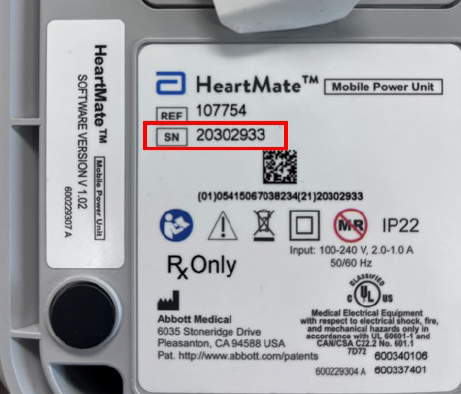 HeartMate™ Mobile Power Unit
SOFTWARE VERSION V 1.02
600229307 A
HeartMate™ Mobile Power Unit
REF 107754
SN 20302933
(01)05415067038234(21)20302933
MR IP22
Input: 100-240 V, 2.0-1.0 A
50/60 Hz
Rx Only
CLASSIFIED
c UL US
Abbott Medical
6035 Stoneridge Drive
Pleasanton, CA 94588 USA
Pat. http://www.abbott.com/patents
Medical Electrical Equipment
with respect to electrical shock, fire,
and mechanical hazards only in
accordance with UL 60601-1 and
CAN/CSA C22.2 No. 601.1
7D72 600340106
600229304 A 600337401